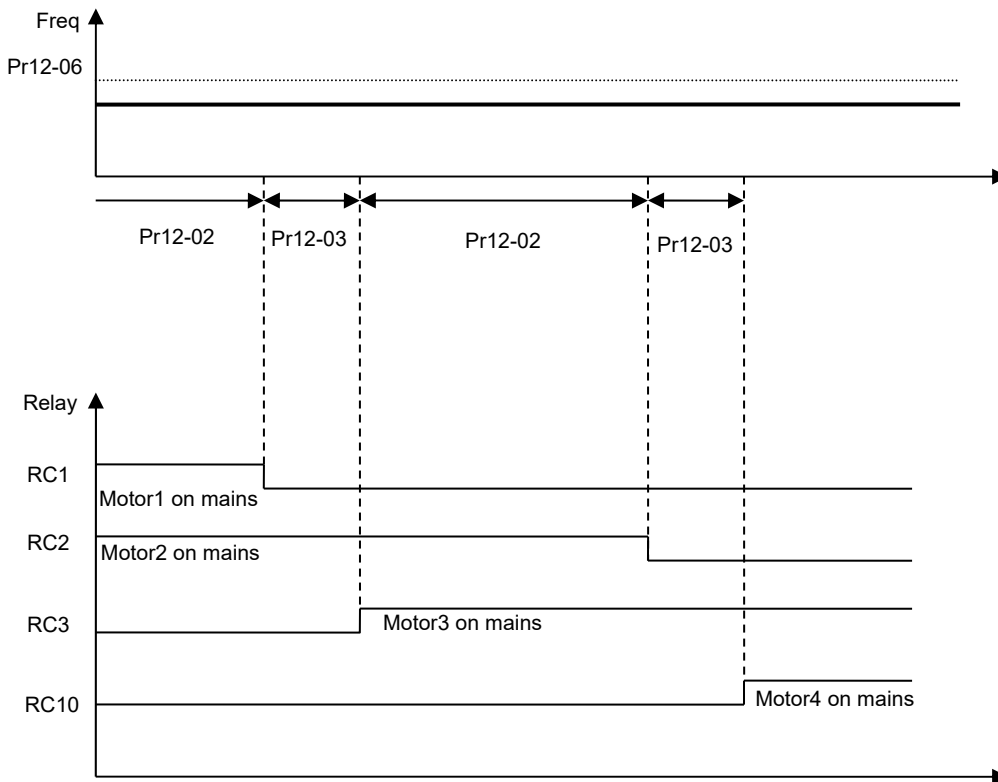 Freq
Pr12-06
Pr12-02
Pr12-03
Pr12-02
Pr12-03
Relay
RC1
Motor1 on mains
RC2
Motor2 on mains
RC3
Motor3 on mains
RC10
Motor4 on mains